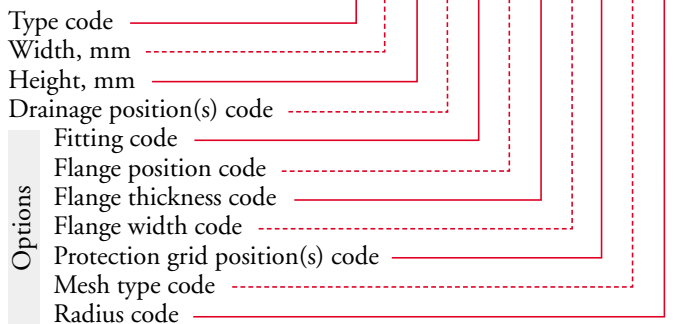 Type code
Width, mm
Height, mm
Drainage position(s) code
Fitting code
Flange position code
Flange thickness code
Flange width code
Protection grid position(s) code
Mesh type code
Radius code
Options